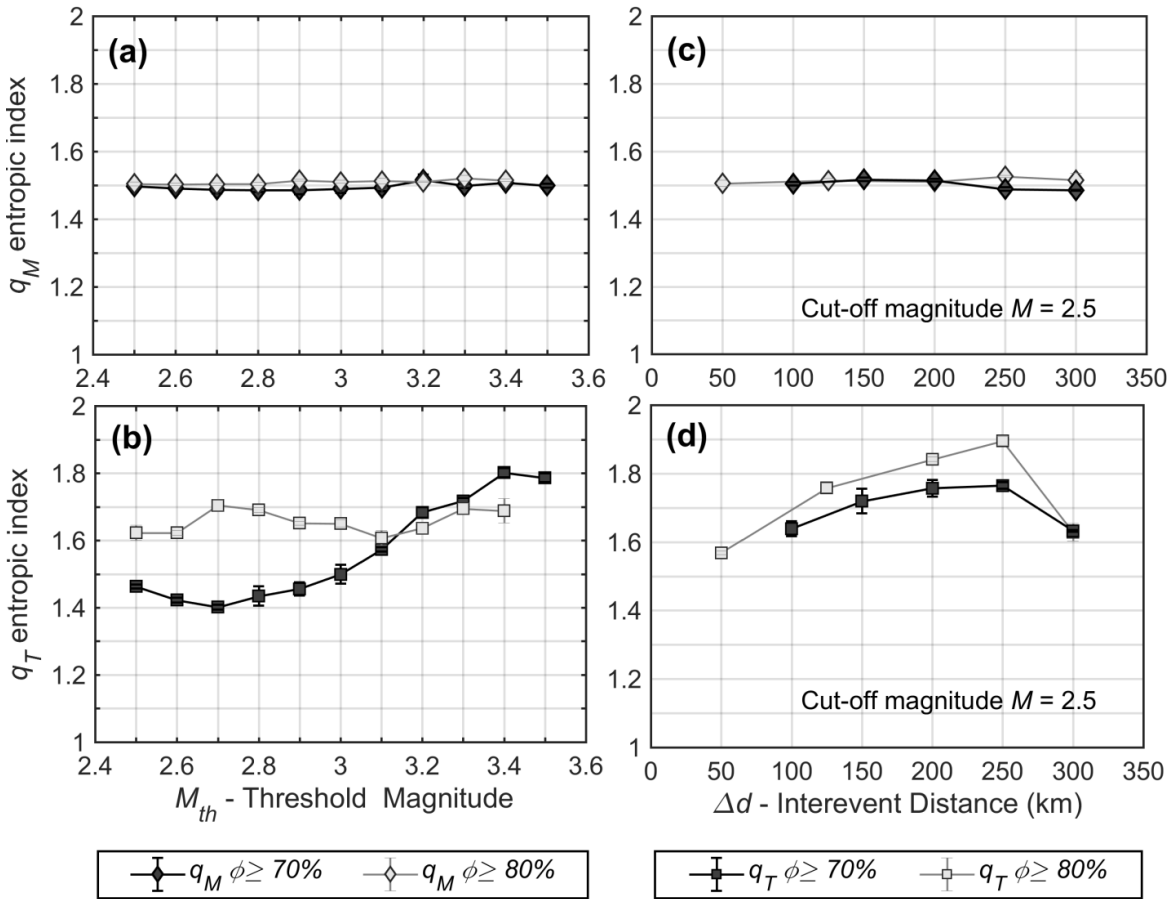 (a)
q_M entropic index
2
1.8
1.6
1.4
1.2
1
2.4 2.6 2.8 3 3.2 3.4 3.6
(c)
2
1.8
1.6
1.4
1.2
1
Cut-off magnitude M = 2.5
0 50 100 150 200 250 300 350
(b)
q_T entropic index
2
1.8
1.6
1.4
1.2
1
2.4 2.6 2.8 3 3.2 3.4 3.6
M_th - Threshold Magnitude
(d)
2
1.8
1.6
1.4
1.2
1
Cut-off magnitude M = 2.5
0 50 100 150 200 250 300 350
Δd - Interevent Distance (km)
q_M ϕ≥ 70% q_M ϕ≥ 80%
q_T ϕ≥ 70% q_T ϕ≥ 80%